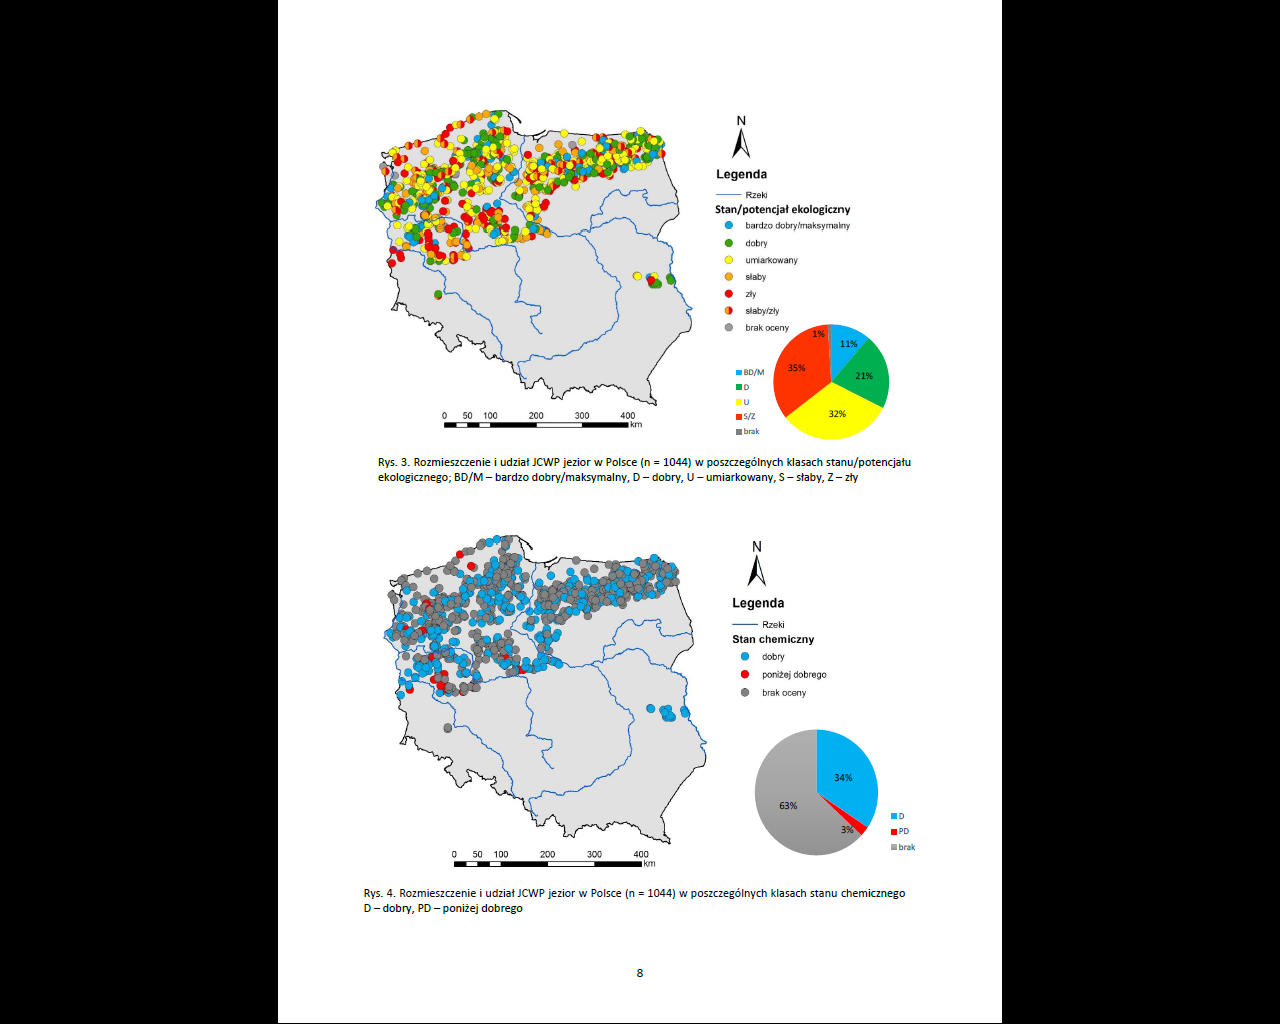 N
Legenda
Rzeki
Stan/potencjał ekologiczny
bardzo dobry/maksymalny
dobry
umiarkowany
słaby
zły
słaby/zły
brak oceny
1%
11%
35%
21%
32%
BD/M
D
U
S/Z
brak
0 50 100 200 300 400
km
Rys. 3. Rozmieszczenie i udział JCWP jezior w Polsce (n = 1044) w poszczególnych klasach stanu/potencjału
ekologicznego; BD/M – bardzo dobry/maksymalny, D – dobry, U – umiarkowany, S – słaby, Z – zły
N
Legenda
Rzeki
Stan chemiczny
dobry
poniżej dobrego
brak oceny
34%
63%
3%
D
PD
brak
0 50 100 200 300 400
km
Rys. 4. Rozmieszczenie i udział JCWP jezior w Polsce (n = 1044) w poszczególnych klasach stanu chemicznego
D – dobry, PD – poniżej dobrego
8